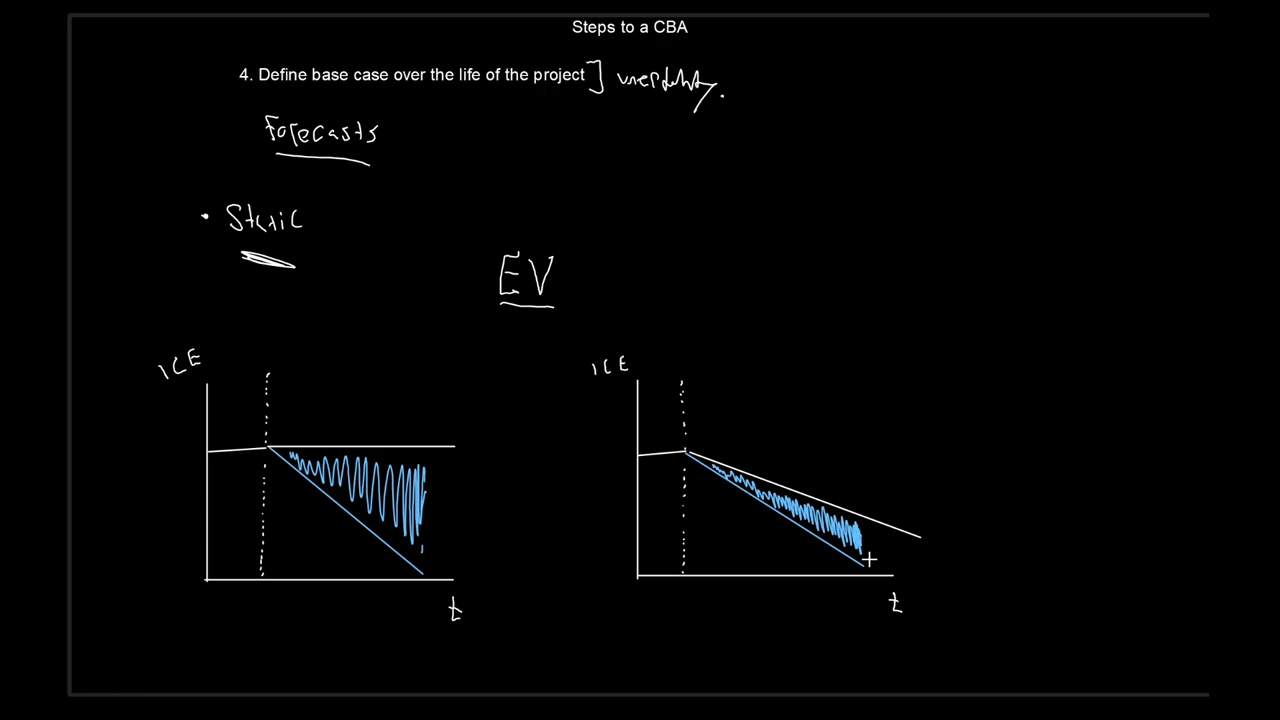 Steps to a CBA
4. Define base case over the life of the project ]
Forecasts
• Static
EV
ICE
ICE
t
t